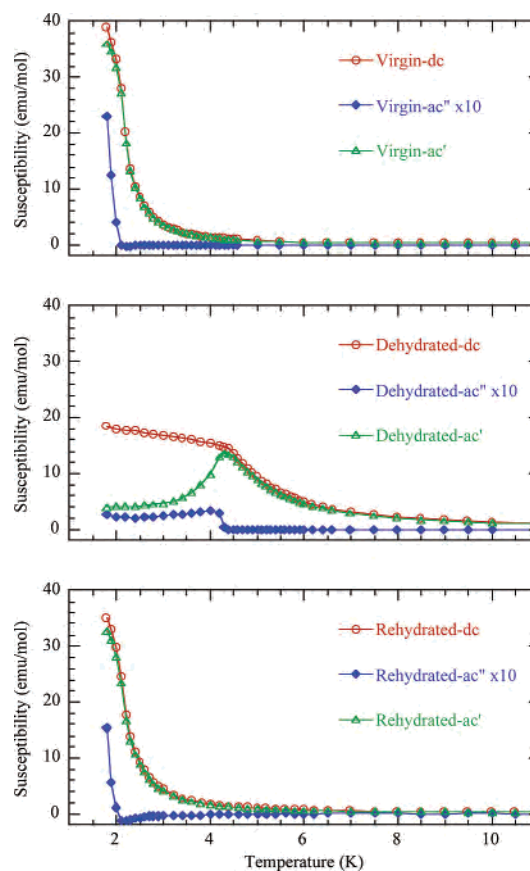 40
30
20
10
0
Susceptibility (emu/mol)
Virgin-dc
Virgin-ac" x10
Virgin-ac'
40
30
20
10
0
Susceptibility (emu/mol)
Dehydrated-dc
Dehydrated-ac" x10
Dehydrated-ac'
40
30
20
10
0
Susceptibility (emu/mol)
Rehydrated-dc
Rehydrated-ac" x10
Rehydrated-ac'
2 4 6 8 10
Temperature (K)